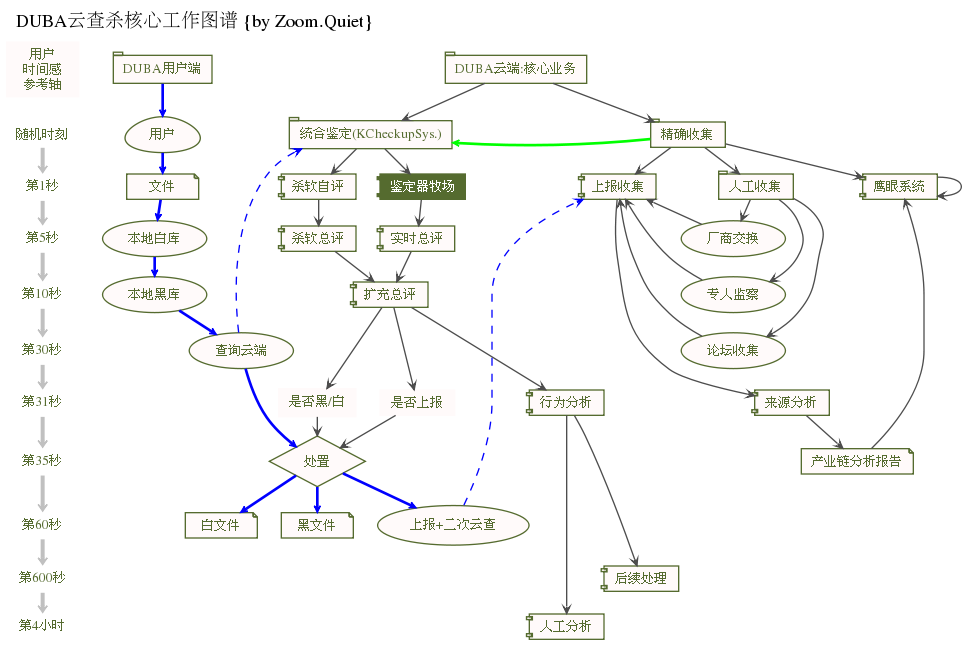 DUBA云查杀核心工作图谱 {by Zoom.Quiet}
用户
时间感
参考轴
DUBA用户端
DUBA云端:核心业务
随机时刻
用户
统合鉴定(KCheckupSys.)
精确收集
第1秒
文件
杀软自评
鉴定器牧场
上报收集
人工收集
鹰眼系统
第5秒
本地白库
杀软总评
实时总评
厂商交换
第10秒
本地黑库
扩充总评
专人监察
第30秒
查询云端
论坛收集
第31秒
是否黑/白
是否上报
行为分析
来源分析
第35秒
处置
产业链分析报告
第60秒
白文件
黑文件
上报+二次云查
第600秒
后续处理
第4小时
人工分析